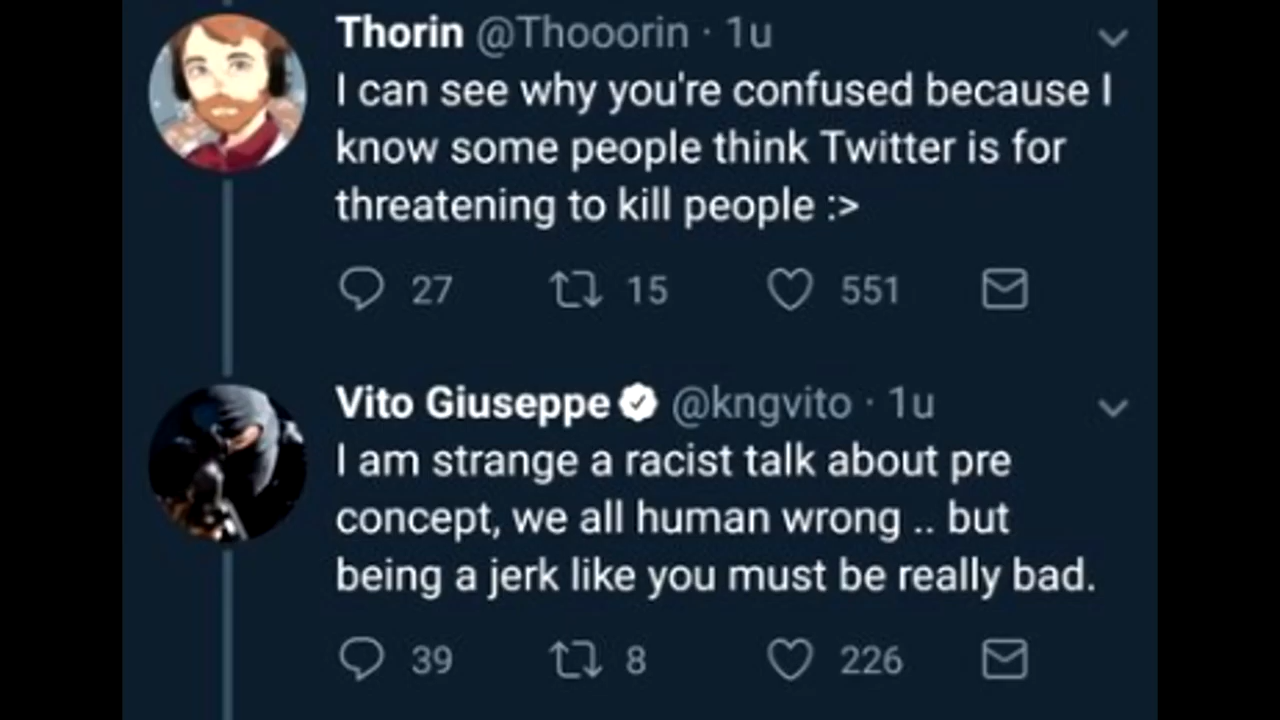 Thorin @Thooorin · 1u
I can see why you're confused because I
know some people think Twitter is for
threatening to kill people :>
27 15 551
Vito Giuseppe @kngvito · 1u
I am strange a racist talk about pre
concept, we all human wrong .. but
being a jerk like you must be really bad.
39 8 226